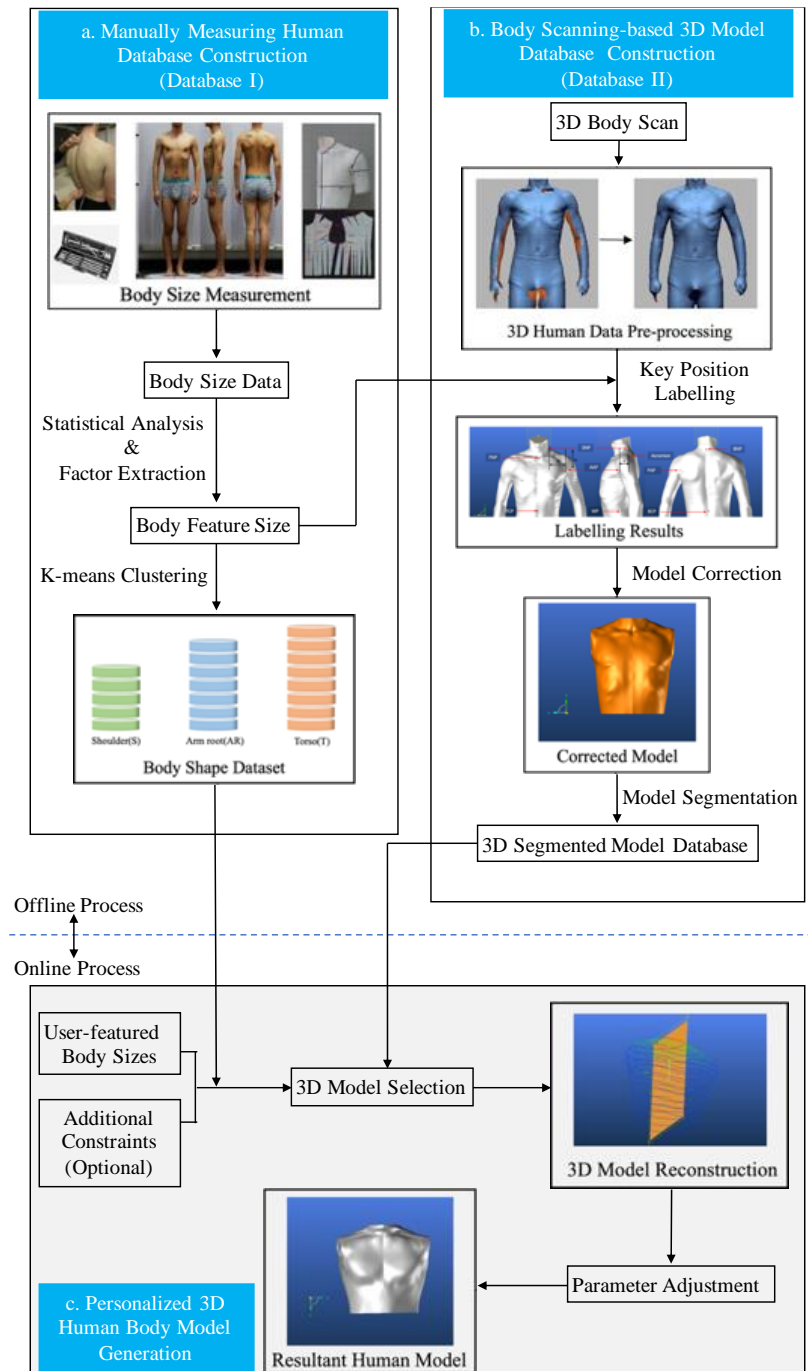 a. Manually Measuring Human
Database Construction
(Database I)
Body Size Measurement
Body Size Data
Statistical Analysis
&
Factor Extraction
Body Feature Size
K-means Clustering
Shoulder(S)
Arm root(AR)
Torso(T)
Body Shape Dataset
b. Body Scanning-based 3D Model
Database Construction
(Database II)
3D Body Scan
3D Human Data Pre-processing
Key Position
Labelling
Labelling Results
Model Correction
Corrected Model
Model Segmentation
3D Segmented Model Database
Offline Process
Online Process
User-featured
Body Sizes
Additional
Constraints
(Optional)
3D Model Selection
3D Model Reconstruction
Parameter Adjustment
Resultant Human Model
c. Personalized 3D
Human Body Model
Generation